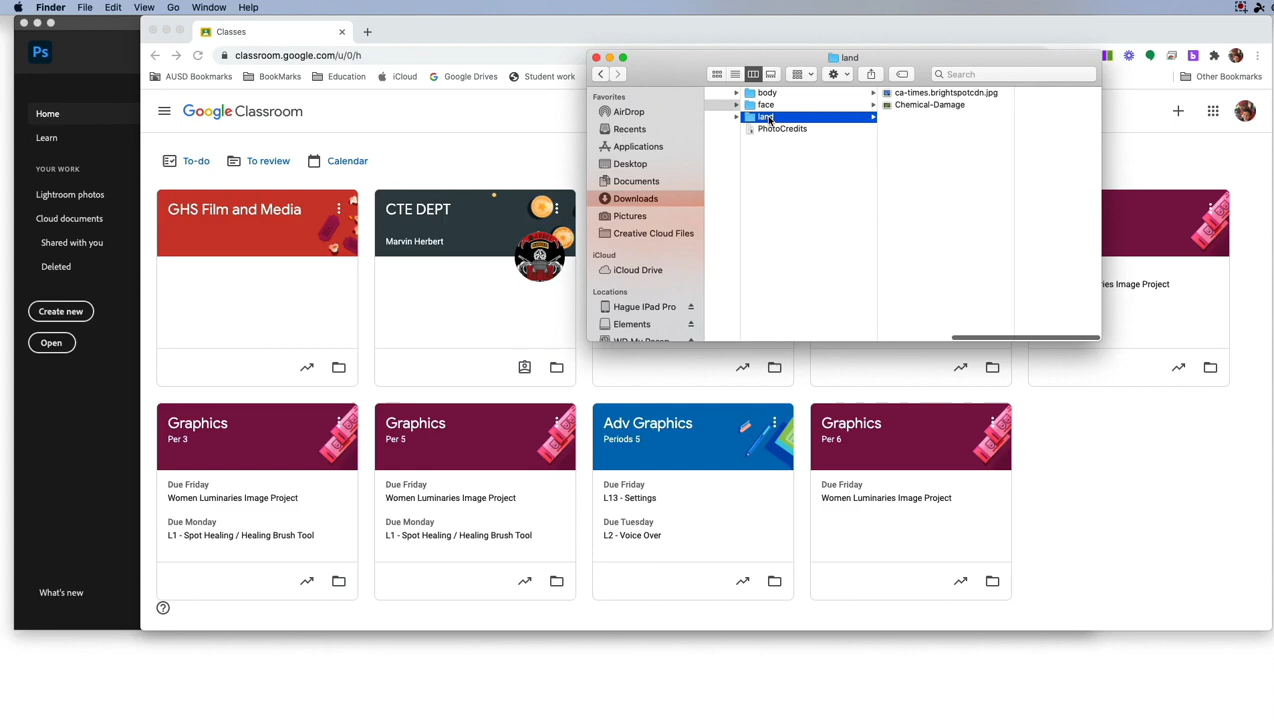 Finder File Edit View Go Window Help
Classes
classroom.google.com/u/0/h
AUSD Bookmarks BookMarks Education iCloud Google Drives Student work
Other Bookmarks
Ps
Home
Learn
YOUR WORK
Lightroom photos
Cloud documents
Shared with you
Deleted
Create new
Open
What's new
Google Classroom
To-do To review Calendar
GHS Film and Media
CTE DEPT
Marvin Herbert
ies Image Project
Graphics
Per 3
Due Friday
Women Luminaries Image Project
Due Monday
L1 - Spot Healing / Healing Brush Tool
Graphics
Per 5
Due Friday
Women Luminaries Image Project
Due Monday
L1 - Spot Healing / Healing Brush Tool
Adv Graphics
Periods 5
Due Friday
L13 - Settings
Due Tuesday
L2 - Voice Over
Graphics
Per 6
Due Friday
Women Luminaries Image Project
land
Search
Favorites
AirDrop
Recents
Applications
Desktop
Documents
Downloads
Pictures
Creative Cloud Files
iCloud
iCloud Drive
Locations
Hague IPad Pro
Elements
body
face
land
PhotoCredits
ca-times.brightspotcdn.jpg
Chemical-Damage